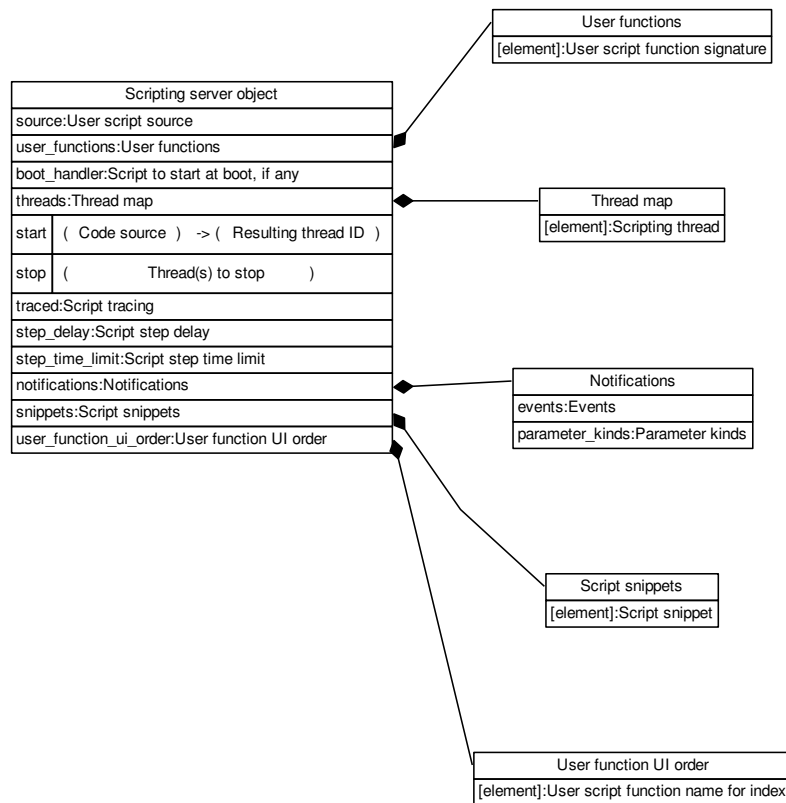 User functions
[element]:User script function signature
Scripting server object
source:User script source
user_functions:User functions
boot_handler:Script to start at boot, if any
threads:Thread map
start ( Code source ) -> ( Resulting thread ID )
stop ( Thread(s) to stop )
traced:Script tracing
step_delay:Script step delay
step_time_limit:Script step time limit
notifications:Notifications
snippets:Script snippets
user_function_ui_order:User function UI order
Thread map
[element]:Scripting thread
Notifications
events:Events
parameter_kinds:Parameter kinds
Script snippets
[element]:Script snippet
User function UI order
[element]:User script function name for index